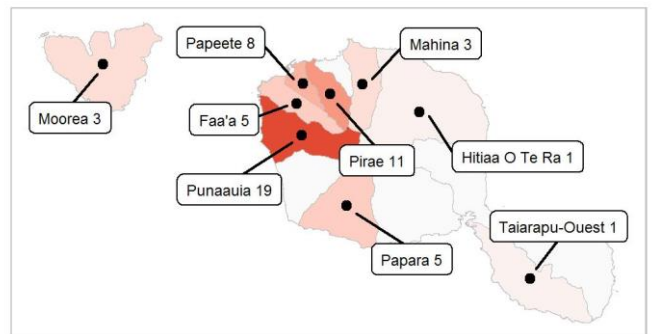 Papeete 8
Mahina 3
Moorea 3
Faa'a 5
Pirae 11
Hitiaa O Te Ra 1
Punaauia 19
Taiarapu-Ouest 1
Papara 5